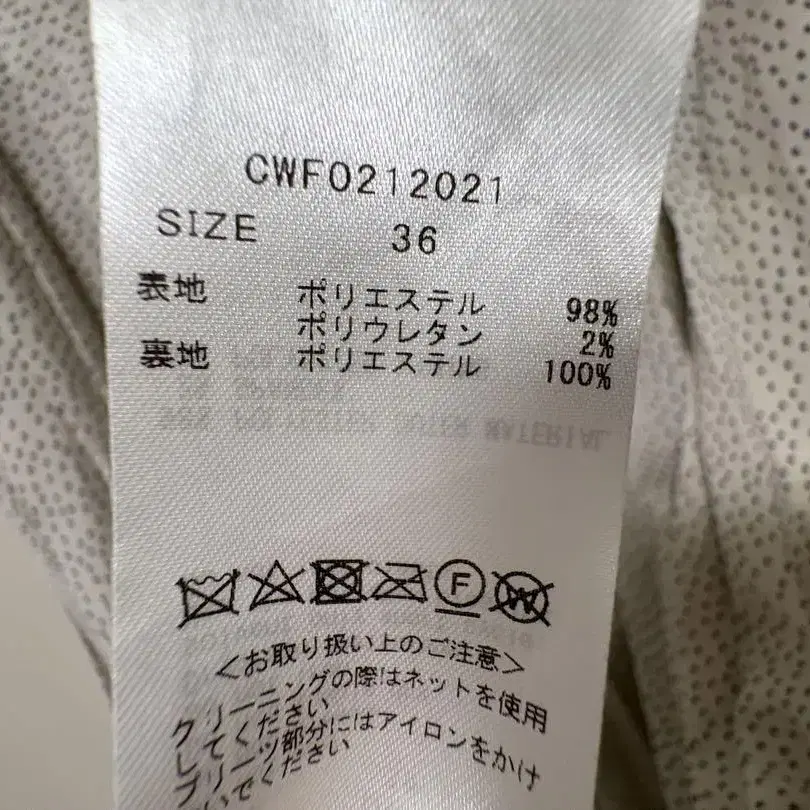 CWF0212021
SIZE 36
表地 ポリエステル 98%
ポリウレタン 2%
裏地 ポリエステル 100%
F W
<お取り扱い上のご注意>
クリーニングの際はネットを使用
してください
プリーツ部分にはアイロンをかけ
ないでください